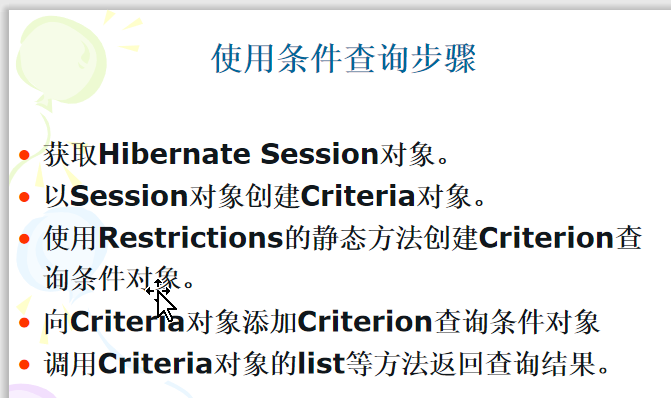 使用条件查询步骤
获取Hibernate Session对象。
以Session对象创建Criteria对象。
使用Restrictions的静态方法创建Criterion查
询条件对象。
向Criteria对象添加Criterion查询条件对象
调用Criteria对象的list等方法返回查询结果。